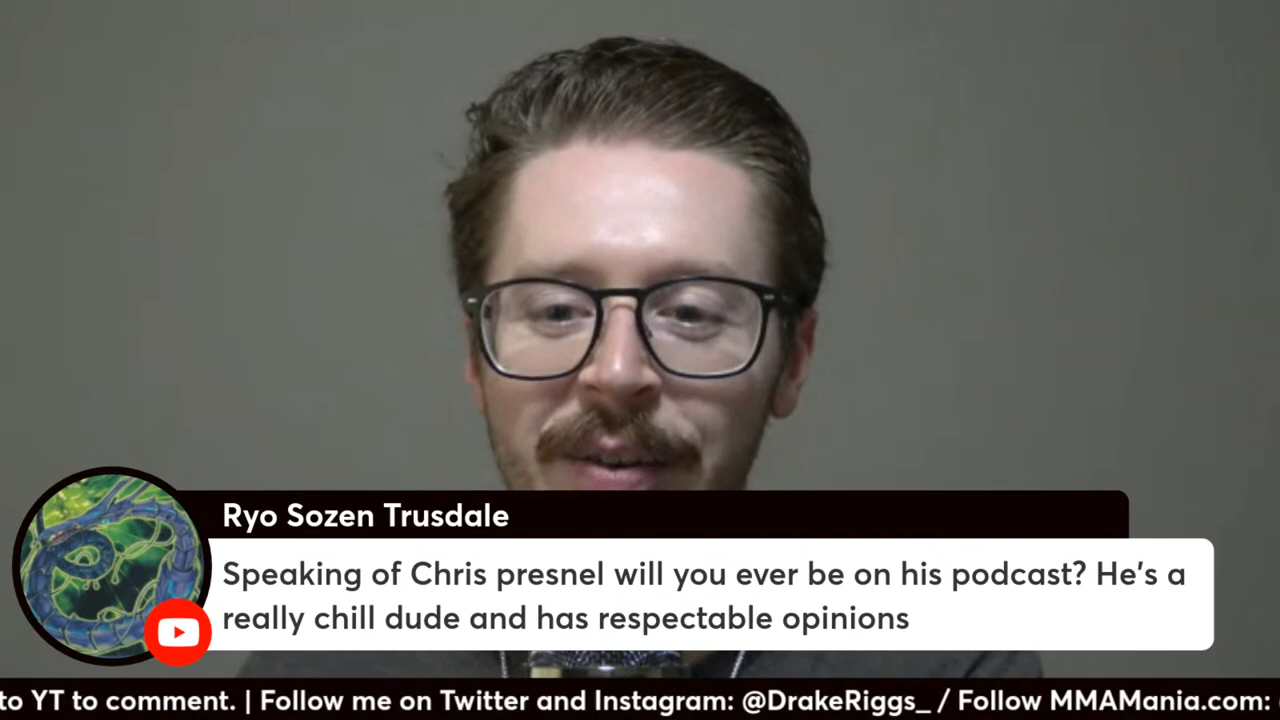 Ryo Sozen Trusdale
Speaking of Chris presnel will you ever be on his podcast? He's a
really chill dude and has respectable opinions
to YT to comment. | Follow me on Twitter and Instagram: @DrakeRiggs_ / Follow MMAMania.com: